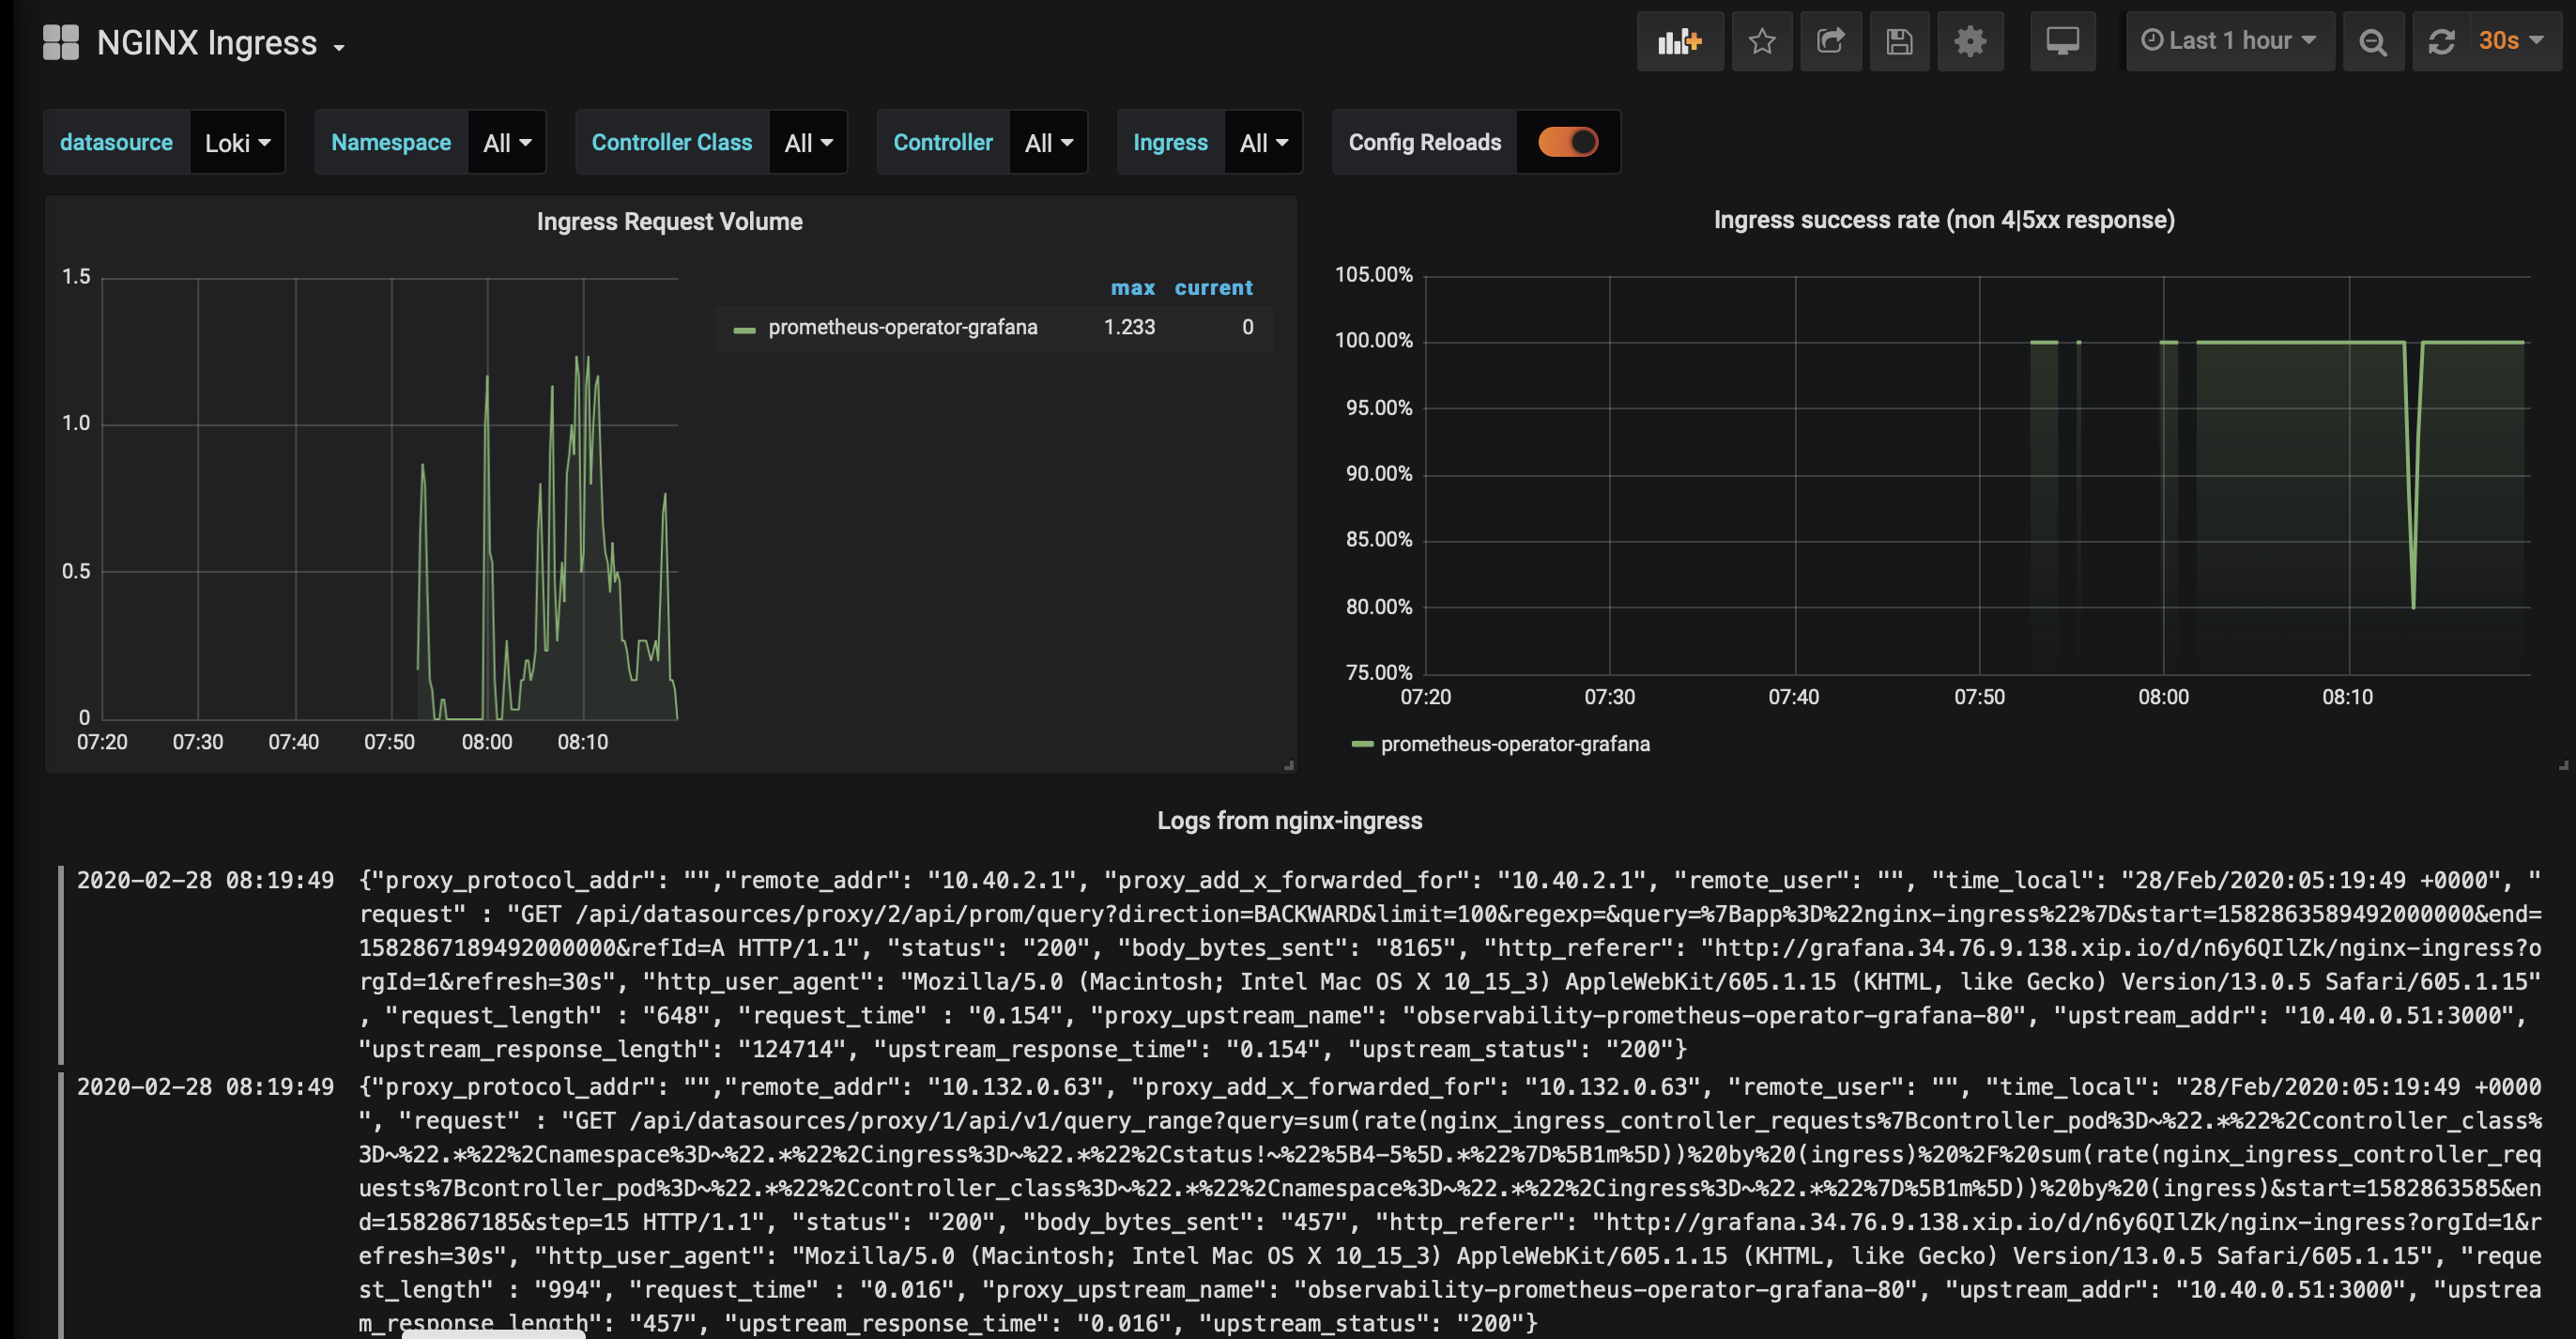 NGINX Ingress
Last 1 hour
30s
datasource Loki Namespace All Controller Class All Controller All Ingress All Config Reloads
Ingress Request Volume
1.5
1.0
0.5
0
07:20 07:30 07:40 07:50 08:00 08:10
max current
prometheus-operator-grafana 1.233 0
Ingress success rate (non 4|5xx response)
105.00%
100.00%
95.00%
90.00%
85.00%
80.00%
75.00%
07:20 07:30 07:40 07:50 08:00 08:10
prometheus-operator-grafana
Logs from nginx-ingress
2020-02-28 08:19:49 {"proxy_protocol_addr": "","remote_addr": "10.40.2.1", "proxy_add_x_forwarded_for": "10.40.2.1", "remote_user": "", "time_local": "28/Feb/2020:05:19:49 +0000", "
request" : "GET /api/datasources/proxy/2/api/prom/query?direction=BACKWARD&limit=100&regexp=&query=%7Bapp%3D%22nginx-ingress%22%7D&start=1582863589492000000&end=
1582867189492000000&refId=A HTTP/1.1", "status": "200", "body_bytes_sent": "8165", "http_referer": "http://grafana.34.76.9.138.xip.io/d/n6y6QIlZk/nginx-ingress?o
rgId=1&refresh=30s", "http_user_agent": "Mozilla/5.0 (Macintosh; Intel Mac OS X 10_15_3) AppleWebKit/605.1.15 (KHTML, like Gecko) Version/13.0.5 Safari/605.1.15"
, "request_length" : "648", "request_time" : "0.154", "proxy_upstream_name": "observability-prometheus-operator-grafana-80", "upstream_addr": "10.40.0.51:3000",
"upstream_response_length": "124714", "upstream_response_time": "0.154", "upstream_status": "200"}
2020-02-28 08:19:49 {"proxy_protocol_addr": "","remote_addr": "10.132.0.63", "proxy_add_x_forwarded_for": "10.132.0.63", "remote_user": "", "time_local": "28/Feb/2020:05:19:49 +0000
", "request" : "GET /api/datasources/proxy/1/api/v1/query_range?query=sum(rate(nginx_ingress_controller_requests%7Bcontroller_pod%3D~%22.*%22%2Ccontroller_class%
3D~%22.*%22%2Cnamespace%3D~%22.*%22%2Cingress%3D~%22.*%22%2Cstatus!~%22%5B4-5%5D.*%22%7D%5B1m%5D))%20by%20(ingress)%20%2F%20sum(rate(nginx_ingress_controller_req
uests%7Bcontroller_pod%3D~%22.*%22%2Ccontroller_class%3D~%22.*%22%2Cnamespace%3D~%22.*%22%2Cingress%3D~%22.*%22%7D%5B1m%5D))%20by%20(ingress)&start=1582863585&en
d=1582867185&step=15 HTTP/1.1", "status": "200", "body_bytes_sent": "457", "http_referer": "http://grafana.34.76.9.138.xip.io/d/n6y6QIlZk/nginx-ingress?orgId=1&r
efresh=30s", "http_user_agent": "Mozilla/5.0 (Macintosh; Intel Mac OS X 10_15_3) AppleWebKit/605.1.15 (KHTML, like Gecko) Version/13.0.5 Safari/605.1.15", "reque
st_length" : "994", "request_time" : "0.016", "proxy_upstream_name": "observability-prometheus-operator-grafana-80", "upstream_addr": "10.40.0.51:3000", "upstrea
m_response_length": "457", "upstream_response_time": "0.016", "upstream_status": "200"}